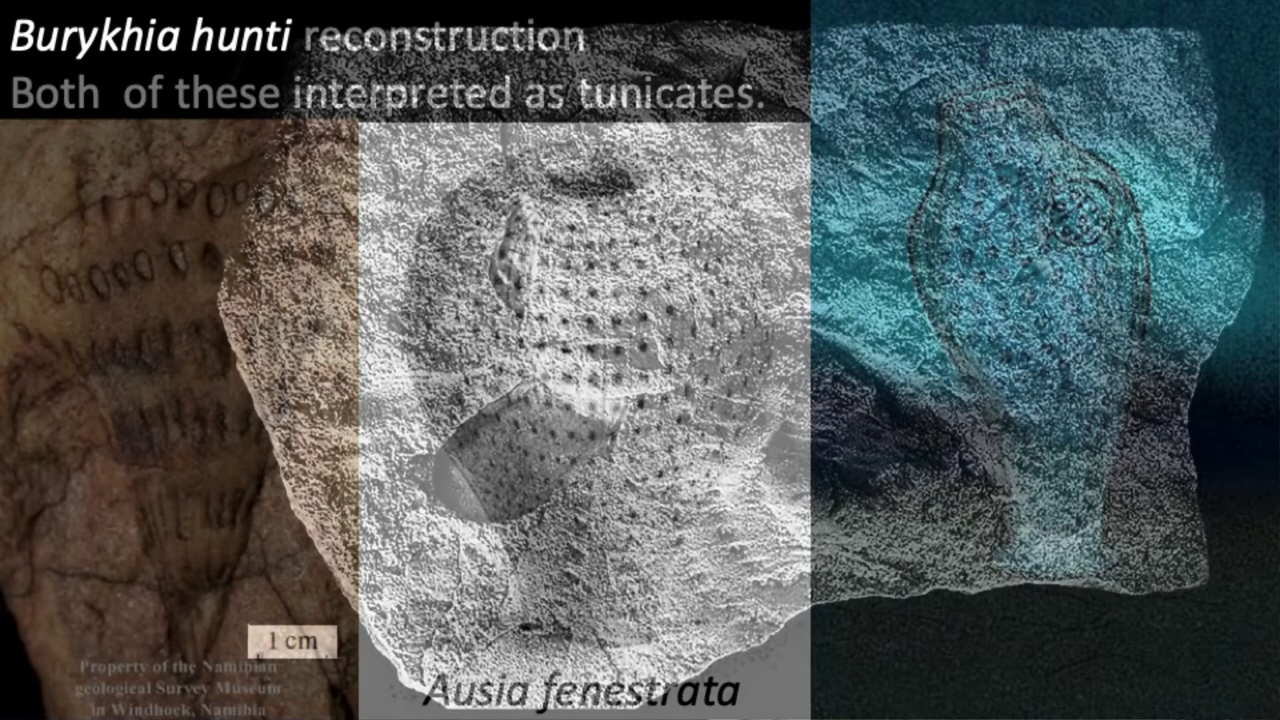 Burykhia hunti reconstruction
Both of these interpreted as tunicates.
1 cm
Property of the Namibian
geological Survey Museum
in Windhoek, Namibia
Ausia fenestrata